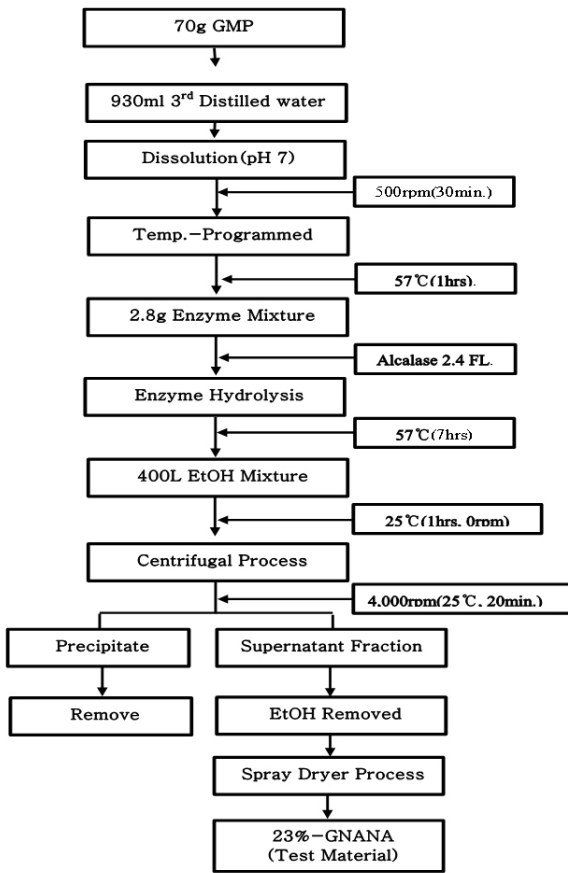 70g GMP
930ml 3rd Distilled water
Dissolution(pH 7)
500rpm(30min.)
Temp.-Programmed
57℃(1hrs).
2.8g Enzyme Mixture
Alcalase 2.4 FL.
Enzyme Hydrolysis
57℃(7hrs)
400L EtOH Mixture
25℃(1hrs, 0rpm)
Centrifugal Process
4,000rpm(25℃, 20min.)
Precipitate
Supernatant Fraction
Remove
EtOH Removed
Spray Dryer Process
23%-GNANA
(Test Material)